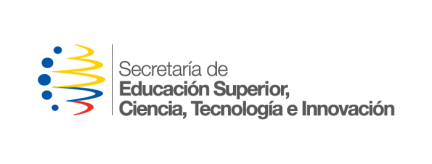 Secretaría de
Educación Superior,
Ciencia, Tecnología e Innovación